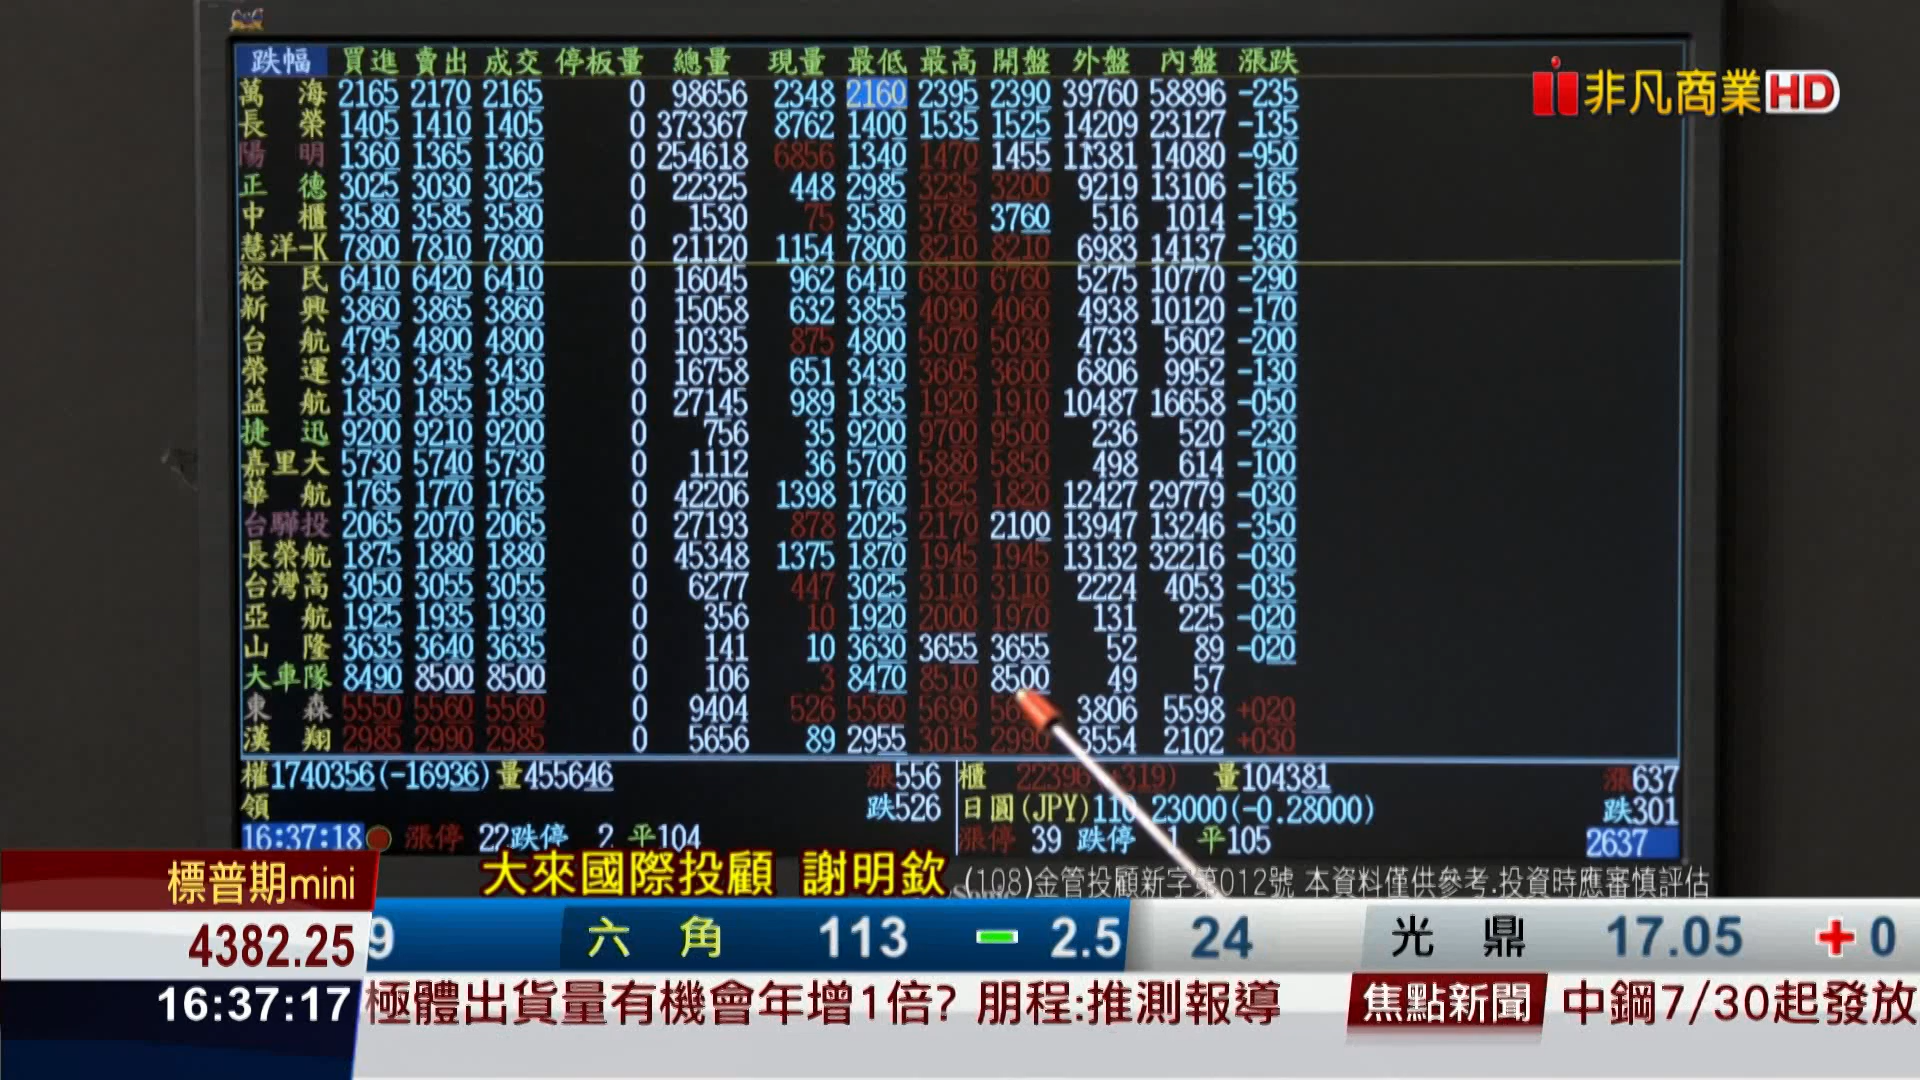 跌幅 買進 賣出 成交 停板量 總量 現量 最低 最高 開盤 外盤 內盤 漲跌
萬海 2165 2170 2165 0 98656 2348 2160 2395 2390 39760 58896 -235
長榮 1405 1410 1405 0 373367 8762 1400 1535 1525 14209 23127 -135
陽明 1360 1365 1360 0 254618 6856 1340 1470 1455 11381 14080 -950
正德 3025 3030 3025 0 22325 448 2985 3235 3200 9219 13106 -165
中櫃 3580 3585 3580 0 1530 75 3580 3785 3760 516 1014 -195
慧洋-K 7800 7810 7800 0 21120 1154 7800 8210 8210 6983 14137 -360
裕民 6410 6420 6410 0 16045 962 6410 6810 6760 5275 10770 -290
新興 3860 3865 3860 0 15058 632 3855 4090 4060 4938 10120 -170
台航 4795 4800 4800 0 10335 875 4800 5070 5030 4733 5602 -200
榮運 3430 3435 3430 0 16758 651 3430 3605 3600 6806 9952 -130
益航 1850 1855 1850 0 27145 989 1835 1920 1910 10487 16658 -050
捷迅 9200 9210 9200 0 756 35 9200 9700 9500 236 520 -230
嘉里大 5730 5740 5730 0 1112 36 5700 5880 5850 498 614 -100
華航 1765 1770 1765 0 42206 1398 1760 1825 1820 12427 29779 -030
台驊投 2065 2070 2065 0 27193 878 2025 2170 2100 13947 13246 -350
長榮航 1875 1880 1880 0 45348 1375 1870 1945 1945 13132 32216 -030
台灣高 3050 3055 3055 0 6277 447 3025 3110 3110 2224 4053 -035
亞航 1925 1935 1930 0 356 10 1920 2000 1970 131 225 -020
山隆 3635 3640 3635 0 141 10 3630 3655 3655 52 89 -020
大車隊 8490 8500 8500 0 106 3 8470 8510 8500 49 57
東森 5550 5560 5560 0 9404 526 5560 5690 3806 5598 +020
漢翔 2985 2990 2985 0 5656 89 2955 3015 2990 3554 2102 +030
權1740356(-16936)量455646 漲556 櫃 22396 319) 量104381 漲637
領 跌526 日圓(JPY)110 23000(-0.28000) 跌301
16:37:18 漲停 22跌停 2 平104 漲停 39 跌停 1 平105 2637
非凡商業HD
大來國際投顧 謝明欽 (108)金管投顧新字第012號 本資料僅供參考.投資時應審慎評估
標普期mini
4382.25
9 六角 113 2.5 24 光鼎 17.05 +0
16:37:17
極體出貨量有機會年增1倍? 朋程:推測報導 焦點新聞 中鋼7/30起發放